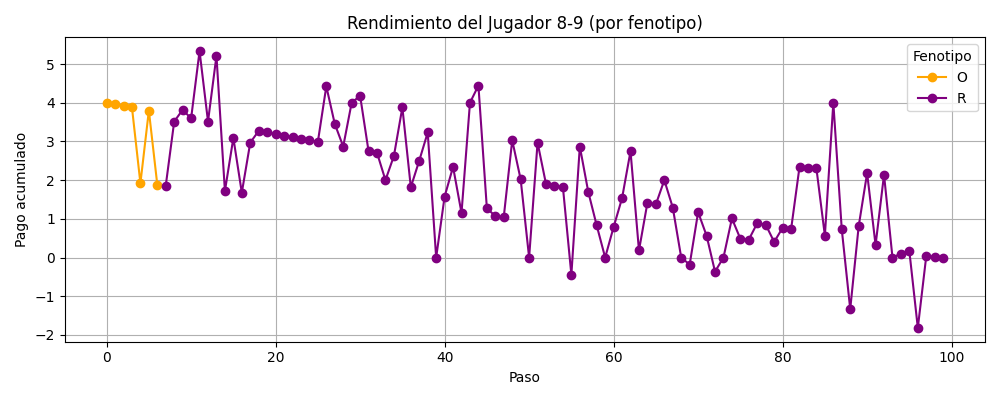 Rendimiento del Jugador 8-9 (por fenotipo)
Pago acumulado
5
4
3
2
1
0
−1
−2
Fenotipo
O
R
0
20
40
60
80
100
Paso